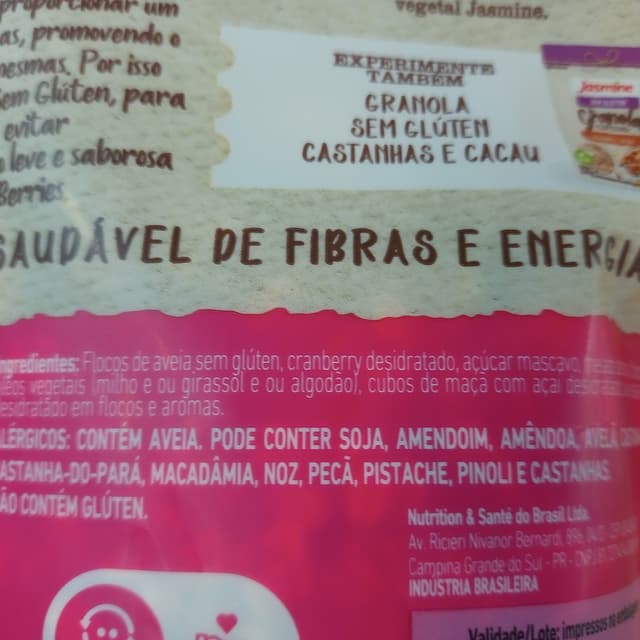 proporcionar um
as, promovendo o
mesmas. Por isso
Sem Glúten, para
evitar
leve e saborosa
Berries
vegetal Jasmine.
EXPERIMENTE
TAMBÉM
GRANOLA
SEM GLÚTEN
CASTANHAS E CACAU
Jasmine
SAUDÁVEL DE FIBRAS E ENERGIA
Ingredientes: Flocos de aveia sem glúten, cranberry desidratado, açúcar mascavo,
óleos vegetais (milho e ou girassol e ou algodão), cubos de maçã com açaí
desidratado em flocos e aromas.
ALÉRGICOS: CONTÉM AVEIA. PODE CONTER SOJA, AMENDOIM, AMÊNDOA, AVELÃ,
CASTANHA-DO-PARÁ, MACADÂMIA, NOZ, PECÃ, PISTACHE, PINOLI E CASTANHAS.
NÃO CONTÉM GLÚTEN.
Nutrition & Santé do Brasil Ltda.
Av. Ricieri Nivanor Bernardi,
Campina Grande do Sul - PR -
INDÚSTRIA BRASILEIRA
Validade/Lote: impressos na